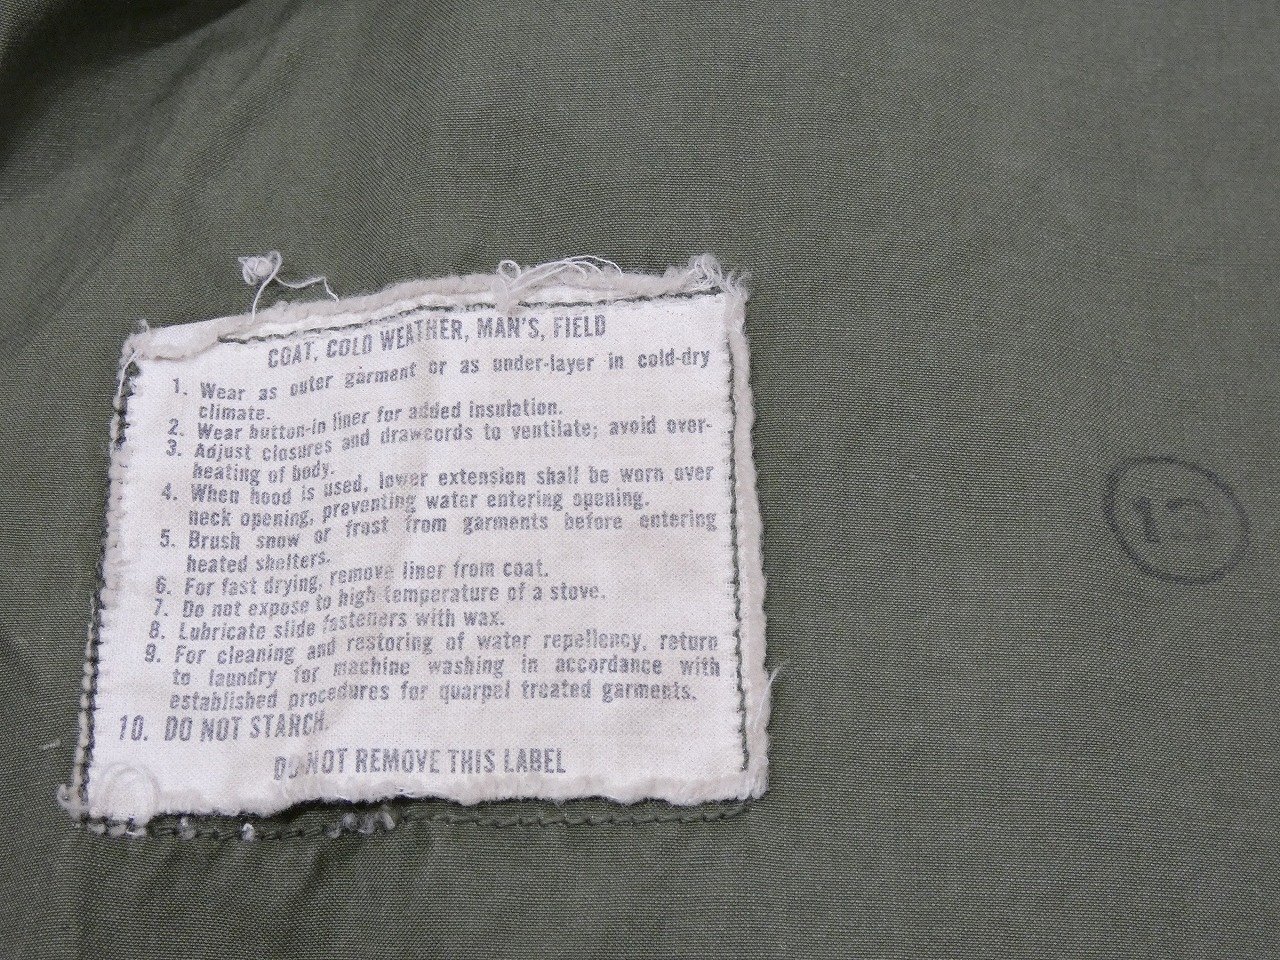 COAT, COLD WEATHER, MAN'S, FIELD
1. Wear as outer garment or as under-layer in cold-dry
climate.
2. Wear button-in liner for added insulation.
3. Adjust closures and drawcords to ventilate; avoid over-
heating of body.
4. When hood is used, lower extension shall be worn over
neck opening, preventing water entering opening.
5. Brush snow or frost from garments before entering
heated shelters.
6. For fast drying, remove liner from coat.
7. Do not expose to high temperature of a stove.
8. Lubricate slide fasteners with wax.
9. For cleaning and restoring of water repellency, return
to laundry for machine washing in accordance with
established procedures for quarpel treated garments.
10. DO NOT STARCH.
DO NOT REMOVE THIS LABEL